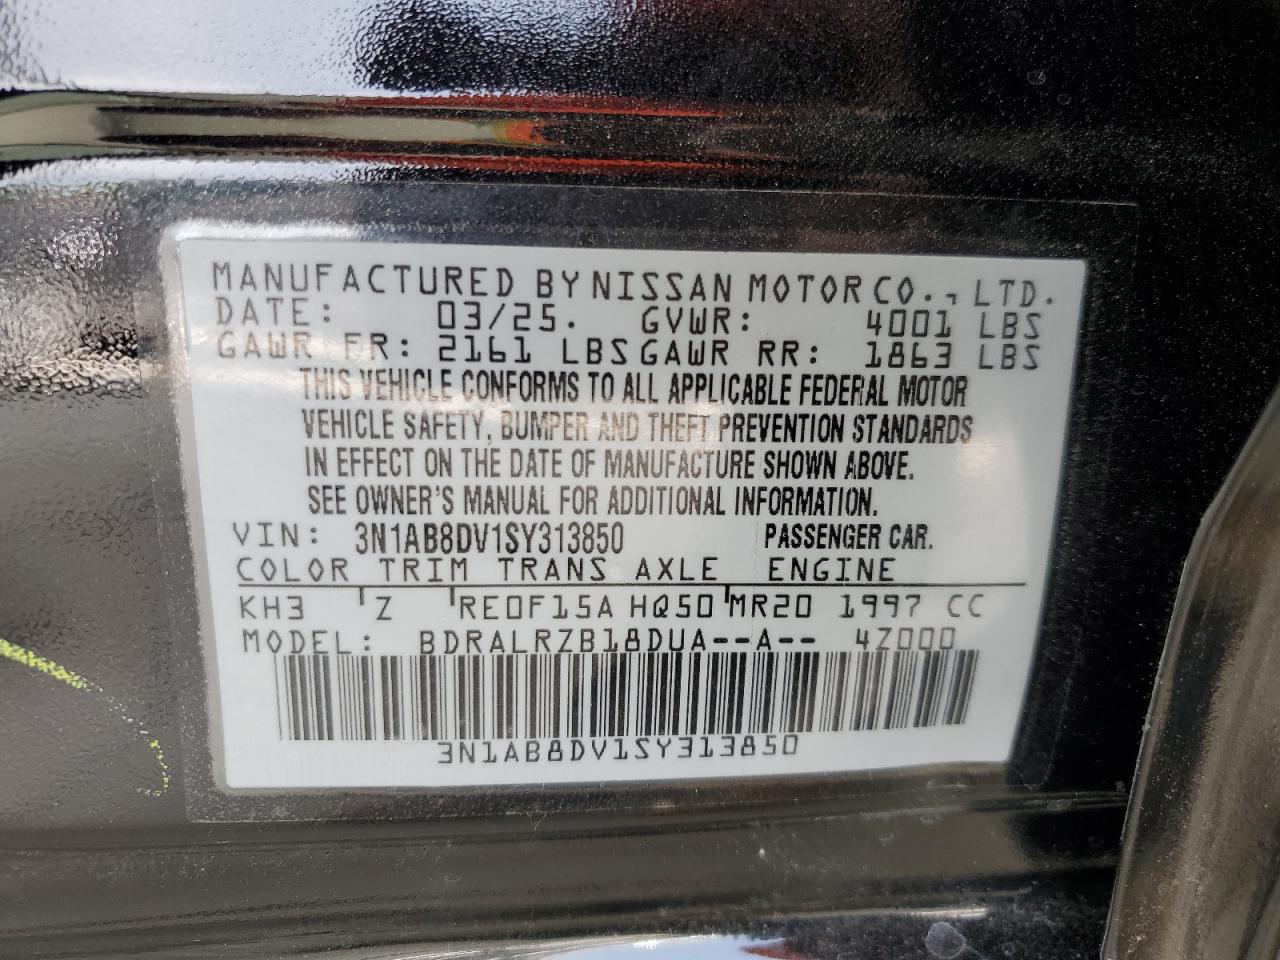 MANUFACTURED BY NISSAN MOTOR CO., LTD.
DATE: 03/25. GVWR: 4001 LBS
GAWR FR: 2161 LBS GAWR RR: 1863 LBS
THIS VEHICLE CONFORMS TO ALL APPLICABLE FEDERAL MOTOR
VEHICLE SAFETY, BUMPER AND THEFT PREVENTION STANDARDS
IN EFFECT ON THE DATE OF MANUFACTURE SHOWN ABOVE.
SEE OWNER'S MANUAL FOR ADDITIONAL INFORMATION.
VIN: 3N1AB8DV1SY313850 PASSENGER CAR.
COLOR TRIM TRANS AXLE ENGINE
KH3 Z RE0F15A HQ50 MR20 1997 CC
MODEL: BDRALRZB18DUA--A-- 4Z000
3N1AB8DV1SY313850